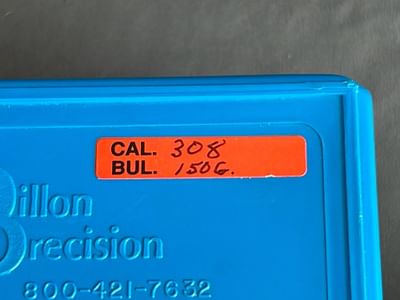 CAL. 308
BUL. 150G.
Dillon
Precision
800-421-7632